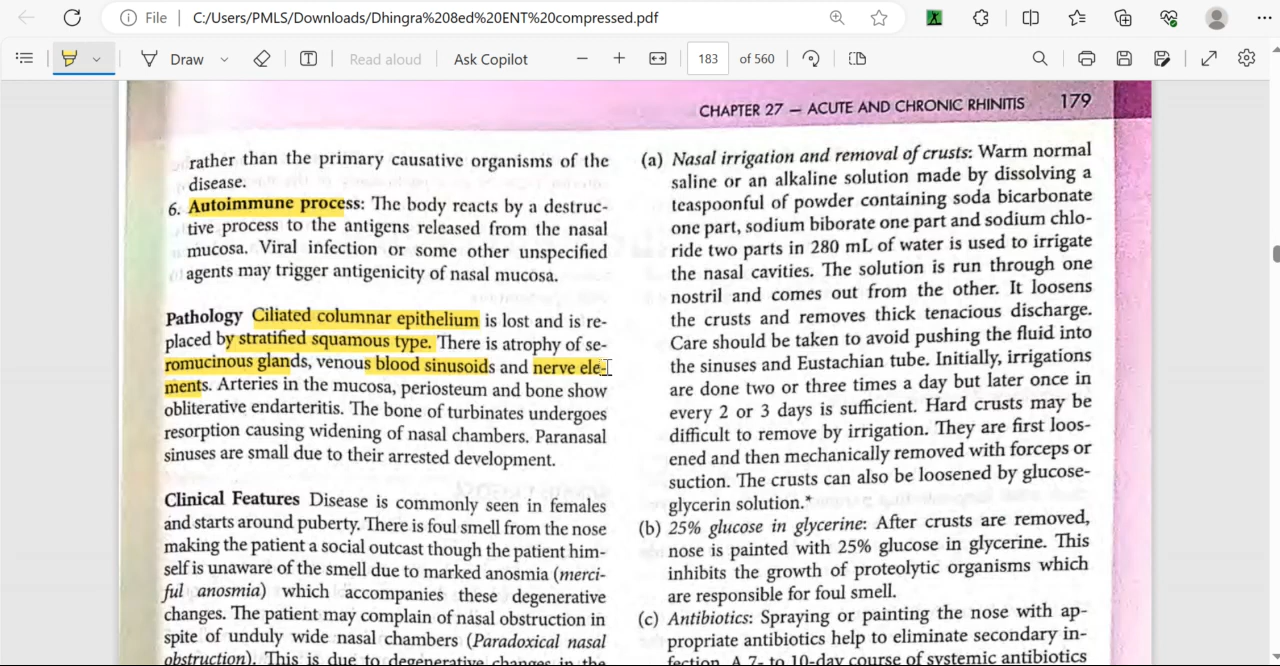 File
C:/Users/PMLS/Downloads/Dhingra%208ed%20ENT%20compressed.pdf
Draw
Read aloud
Ask Copilot
183
of 560
CHAPTER 27 — ACUTE AND CHRONIC RHINITIS 179
rather than the primary causative organisms of the
disease.
6. Autoimmune process: The body reacts by a destruc-
tive process to the antigens released from the nasal
mucosa. Viral infection or some other unspecified
agents may trigger antigenicity of nasal mucosa.
Pathology Ciliated columnar epithelium is lost and is re-
placed by stratified squamous type. There is atrophy of se-
romucinous glands, venous blood sinusoids and nerve ele-
ments. Arteries in the mucosa, periosteum and bone show
obliterative endarteritis. The bone of turbinates undergoes
resorption causing widening of nasal chambers. Paranasal
sinuses are small due to their arrested development.
Clinical Features Disease is commonly seen in females
and starts around puberty. There is foul smell from the nose
making the patient a social outcast though the patient him-
self is unaware of the smell due to marked anosmia (merci-
ful anosmia) which accompanies these degenerative
changes. The patient may complain of nasal obstruction in
spite of unduly wide nasal chambers (Paradoxical nasal
obstruction). This is due to degenerative changes in the
(a) Nasal irrigation and removal of crusts: Warm normal
saline or an alkaline solution made by dissolving a
teaspoonful of powder containing soda bicarbonate
one part, sodium biborate one part and sodium chlo-
ride two parts in 280 mL of water is used to irrigate
the nasal cavities. The solution is run through one
nostril and comes out from the other. It loosens
the crusts and removes thick tenacious discharge.
Care should be taken to avoid pushing the fluid into
the sinuses and Eustachian tube. Initially, irrigations
are done two or three times a day but later once in
every 2 or 3 days is sufficient. Hard crusts may be
difficult to remove by irrigation. They are first loos-
ened and then mechanically removed with forceps or
suction. The crusts can also be loosened by glucose-
glycerin solution.*
(b) 25% glucose in glycerine: After crusts are removed,
nose is painted with 25% glucose in glycerine. This
inhibits the growth of proteolytic organisms which
are responsible for foul smell.
(c) Antibiotics: Spraying or painting the nose with ap-
propriate antibiotics help to eliminate secondary in-
fection. A 7- to 10-day course of systemic antibiotics